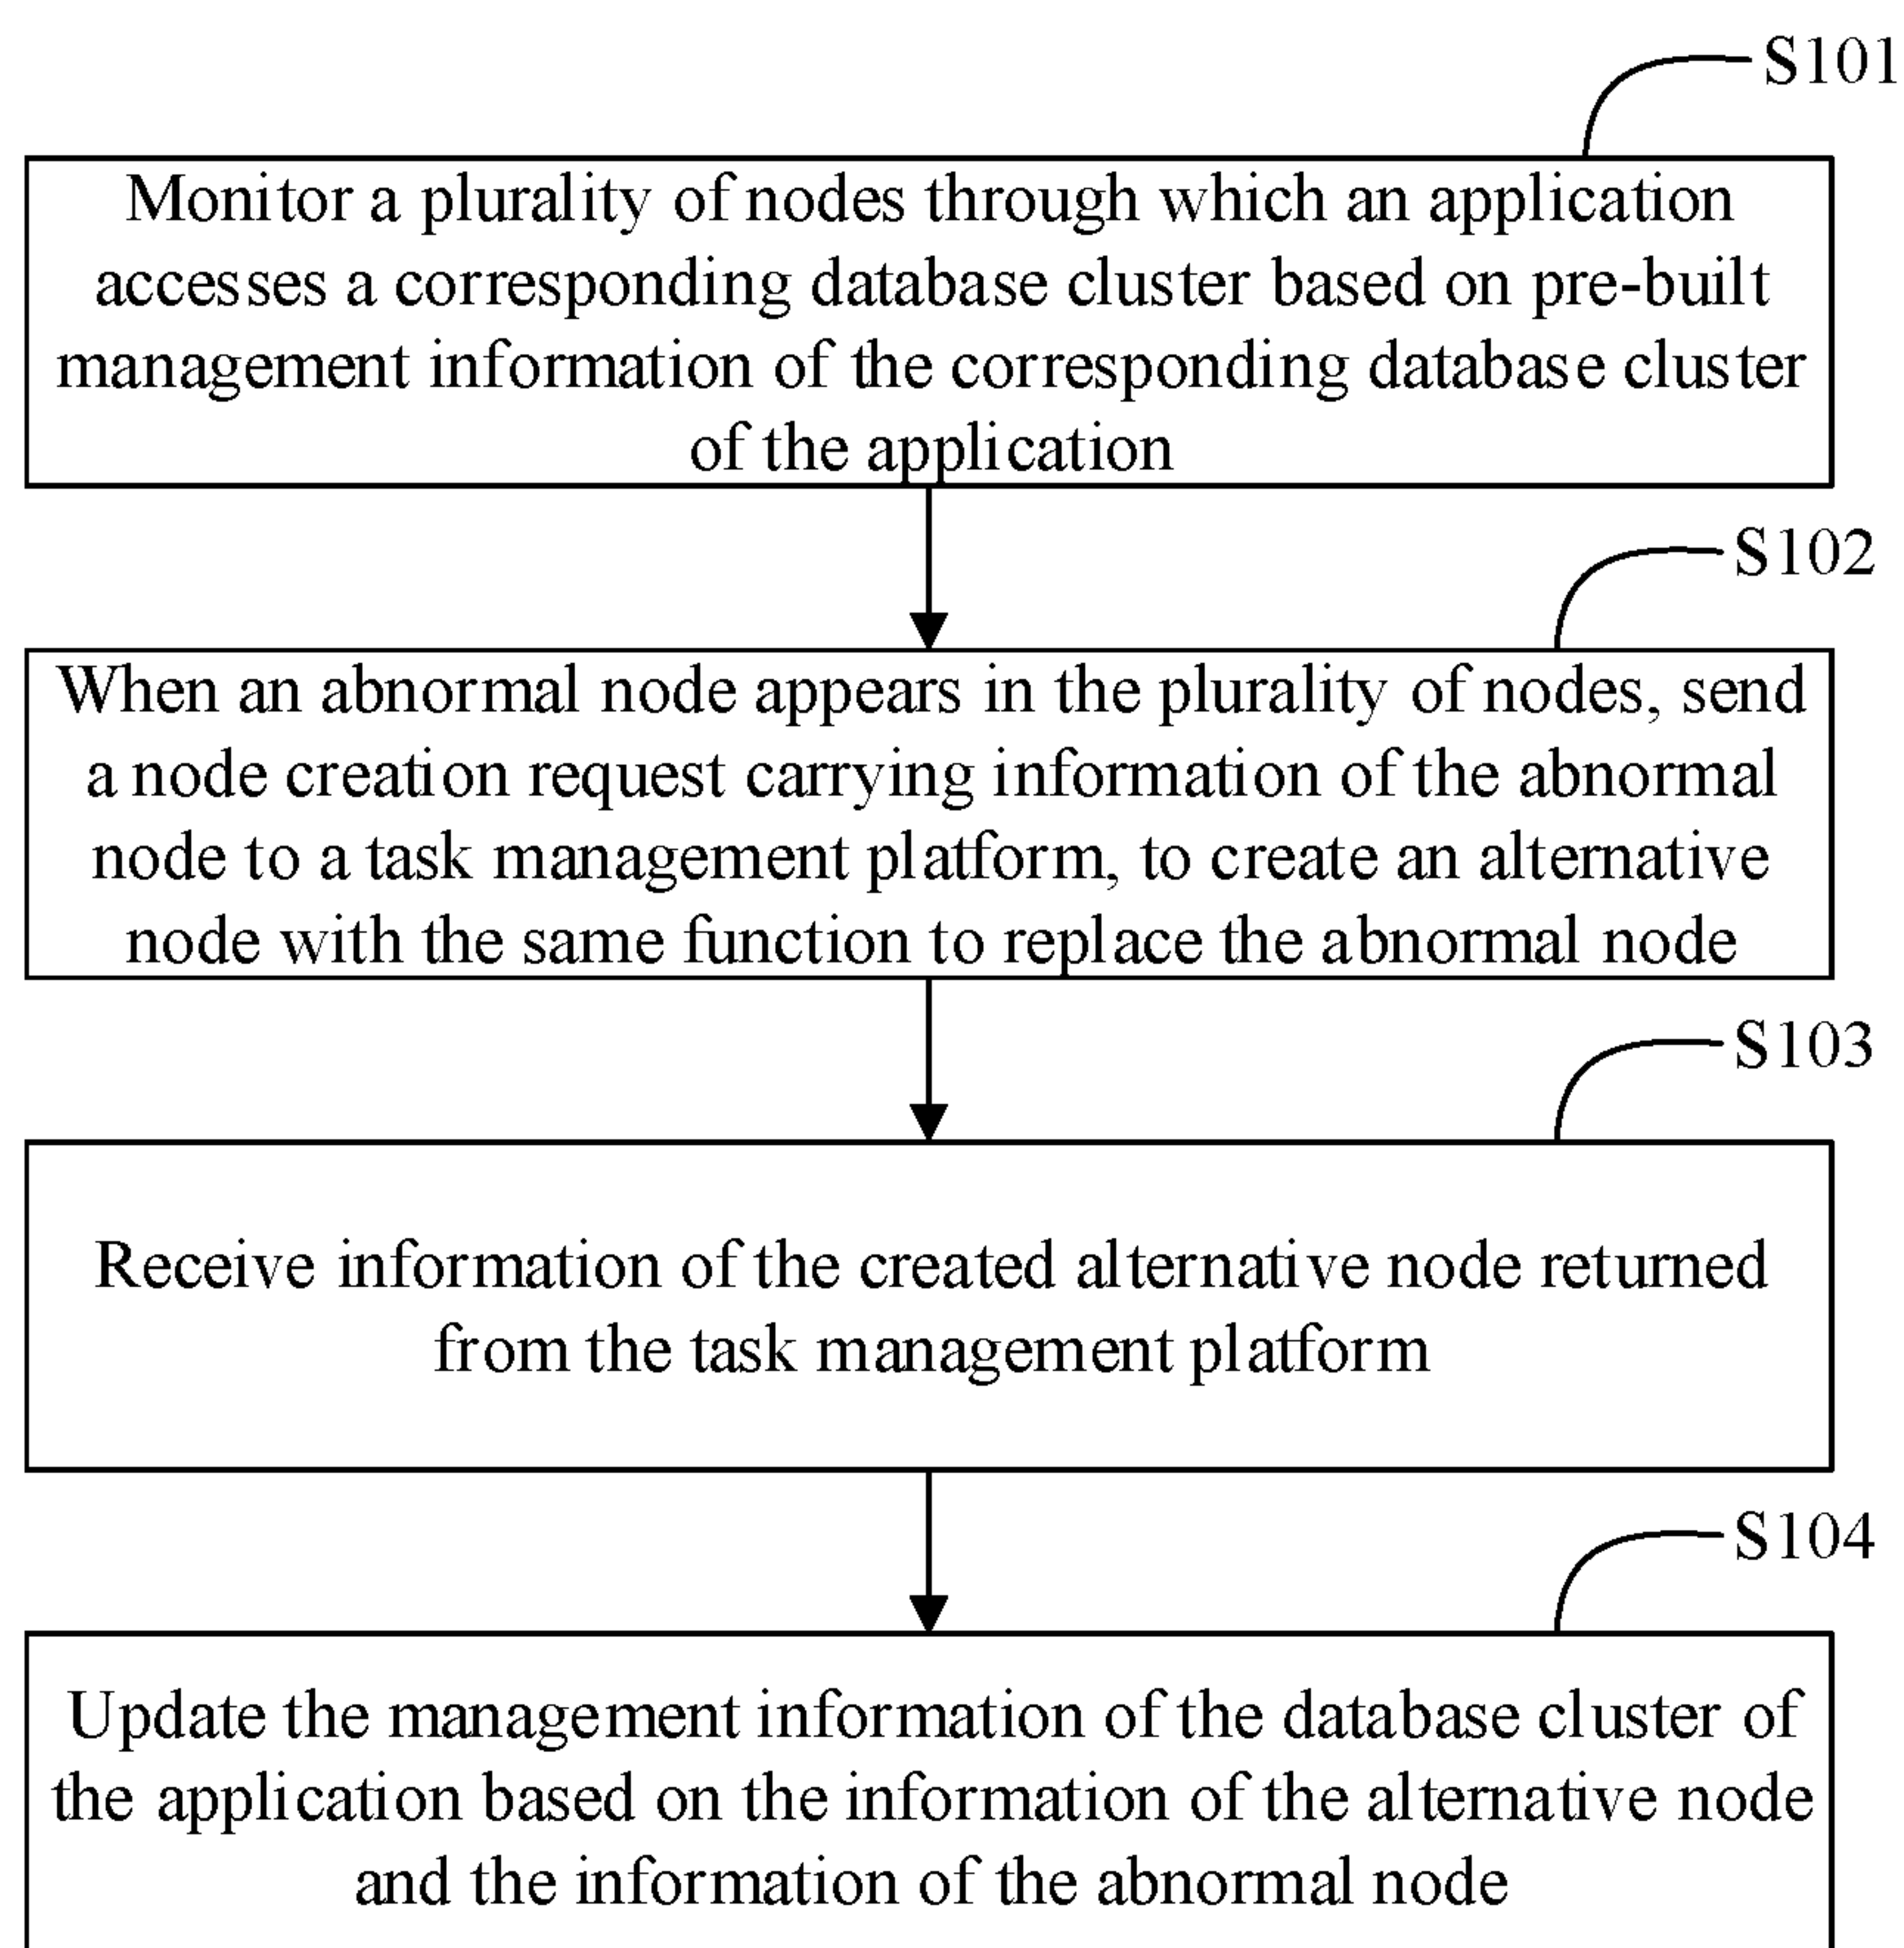 S101
Monitor a plurality of nodes through which an application
accesses a corresponding database cluster based on pre-built
management information of the corresponding database cluster
of the application
S102
When an abnormal node appears in the plurality of nodes, send
a node creation request carrying information of the abnormal
node to a task management platform, to create an alternative
node with the same function to replace the abnormal node
S103
Receive information of the created alternative node returned
from the task management platform
S104
Update the management information of the database cluster of
the application based on the information of the alternative node
and the information of the abnormal node